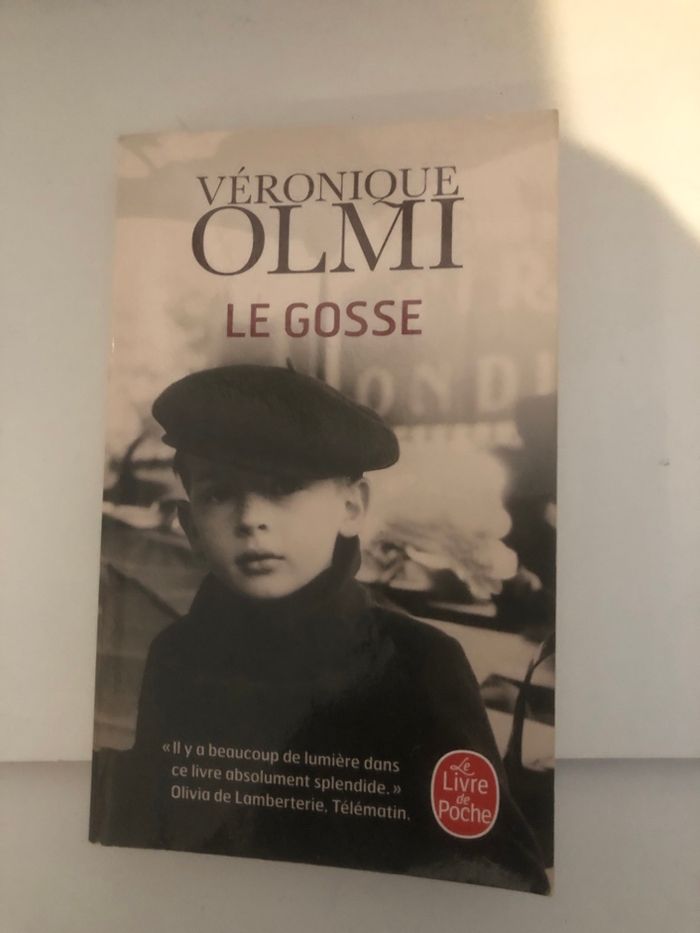 VÉRONIQUE
OLMI
LE GOSSE
« Il y a beaucoup de lumière dans
ce livre absolument splendide. »
Olivia de Lamberterie, Télématin.
Le
Livre
de
Poche